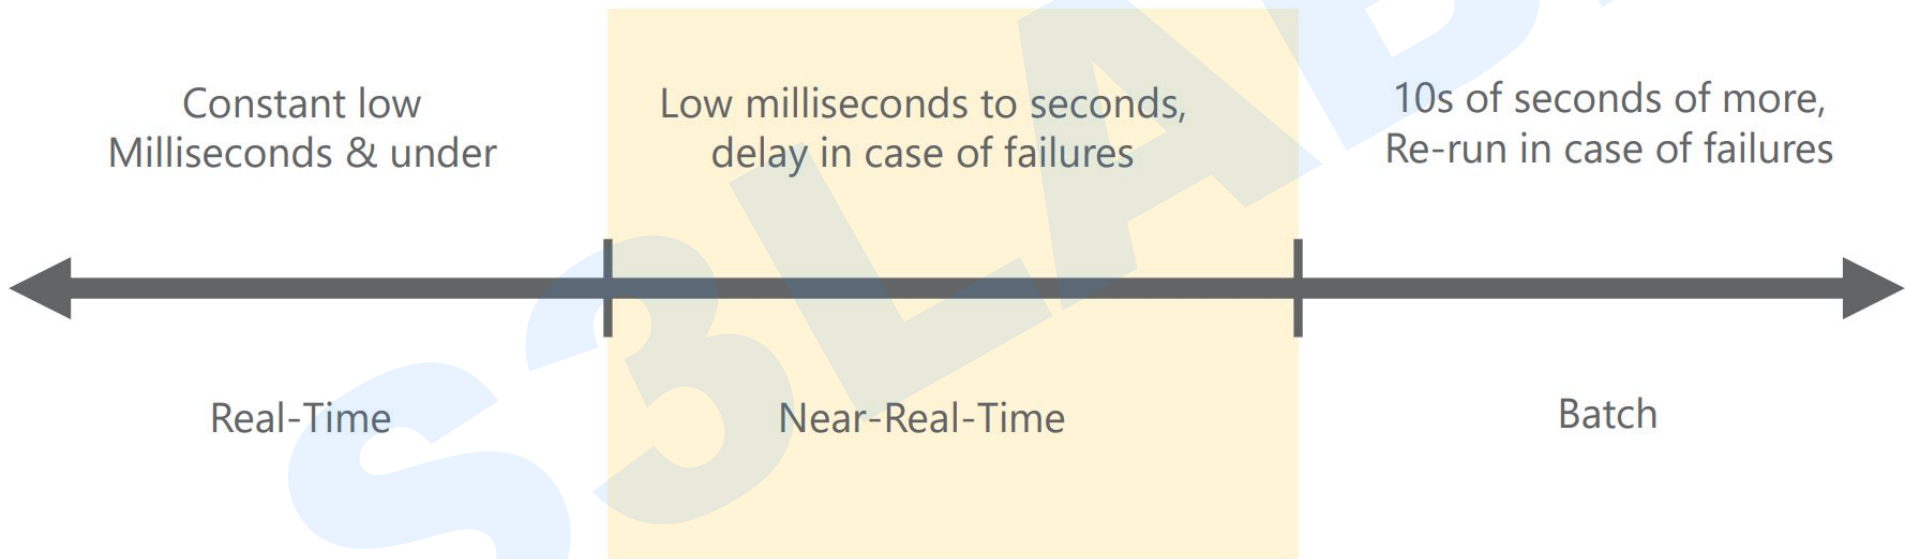 Constant low
Milliseconds & under
Low milliseconds to seconds,
delay in case of failures
10s of seconds of more,
Re-run in case of failures
Real-Time
Near-Real-Time
Batch
S3LAB